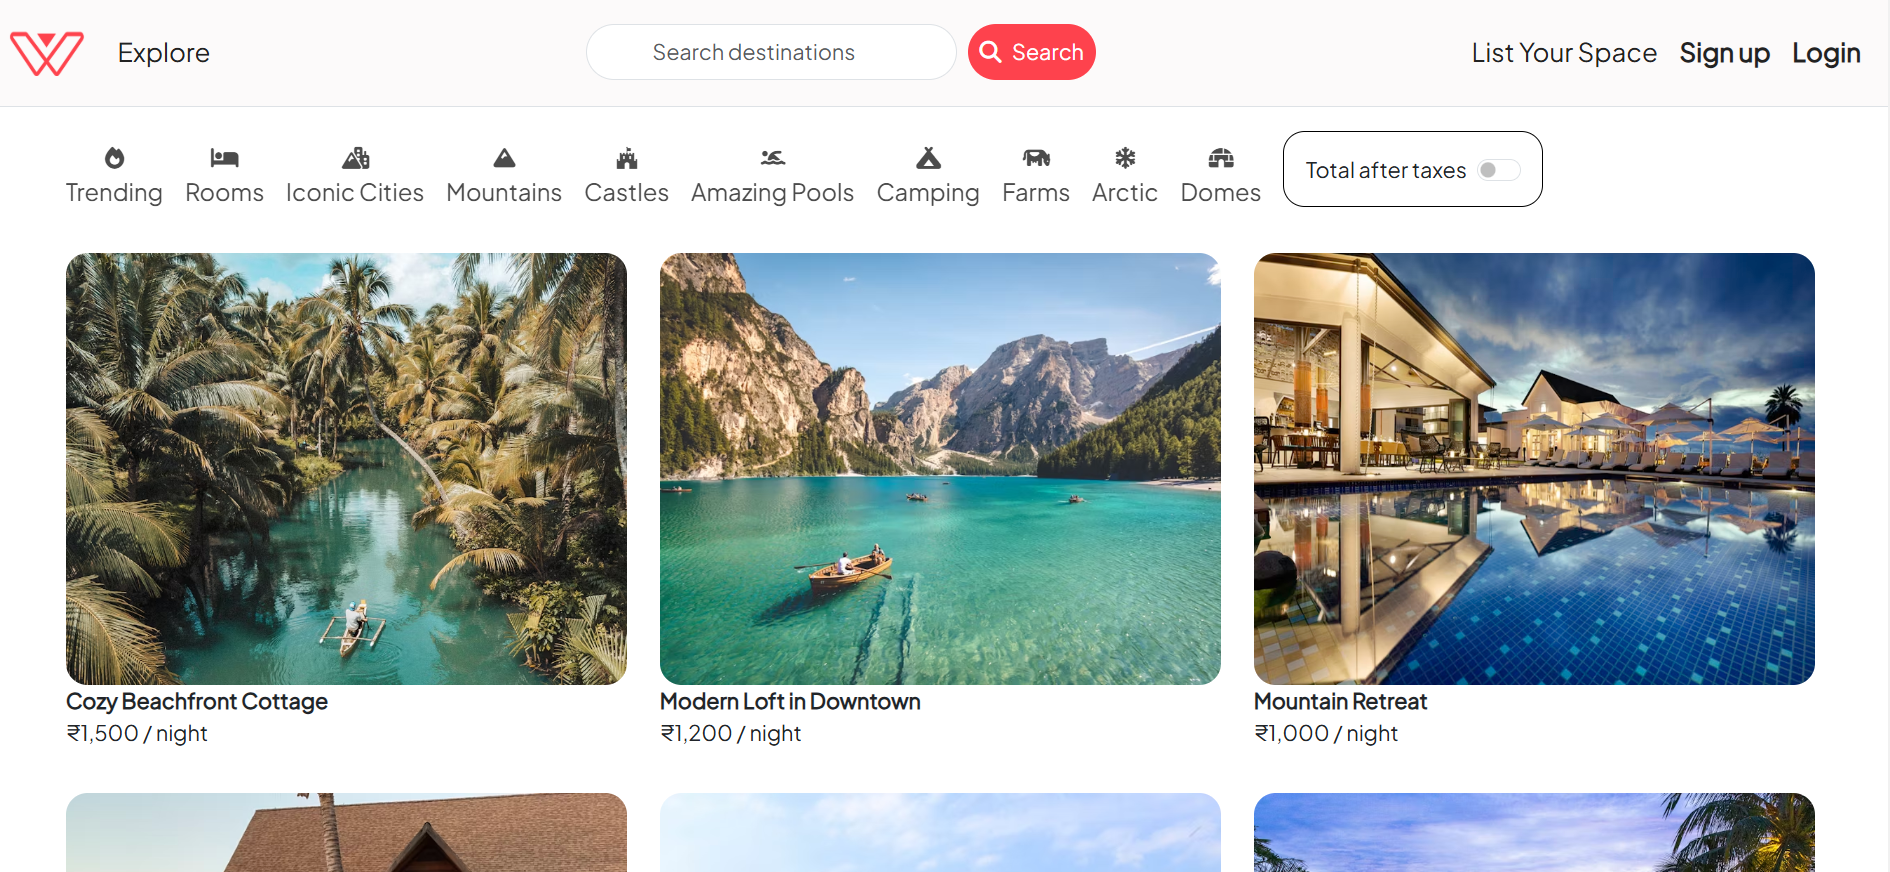 Explore
Search destinations
Search
List Your Space
Sign up
Login
Trending
Rooms
Iconic Cities
Mountains
Castles
Amazing Pools
Camping
Farms
Arctic
Domes
Total after taxes
Cozy Beachfront Cottage
₹1,500 / night
Modern Loft in Downtown
₹1,200 / night
Mountain Retreat
₹1,000 / night